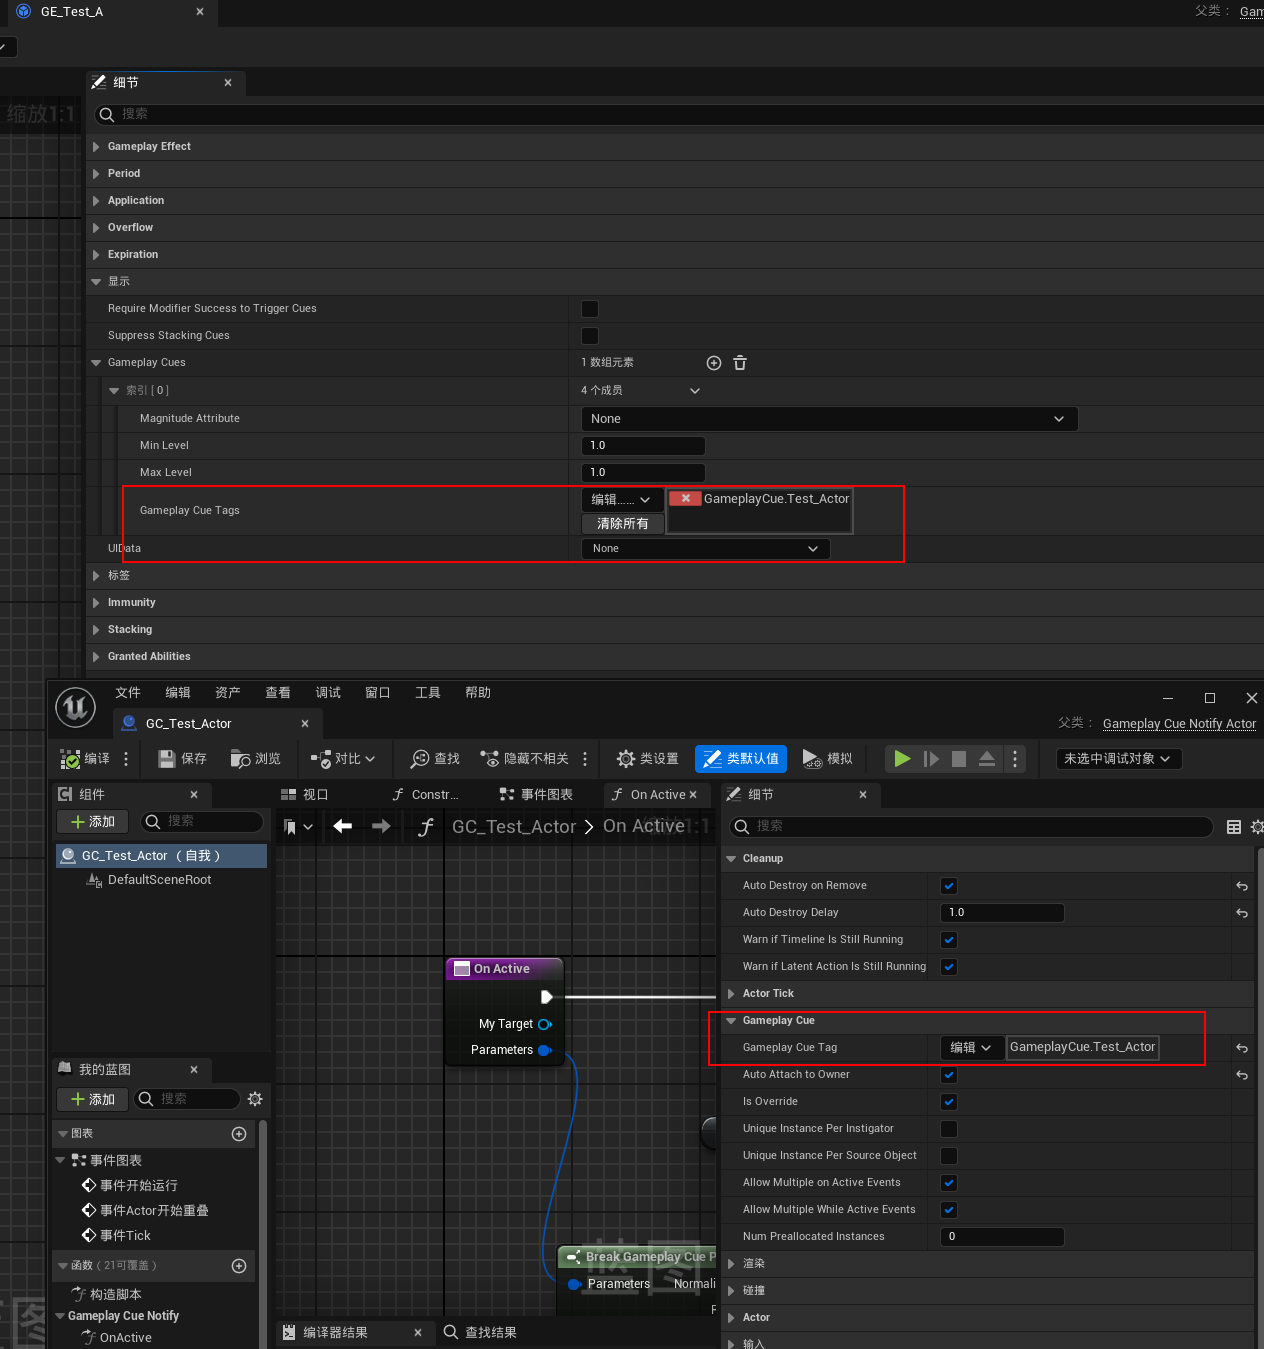 GE_Test_A
父类： Gam
细节
缩放1:1
搜索
Gameplay Effect
Period
Application
Overflow
Expiration
显示
Require Modifier Success to Trigger Cues
Suppress Stacking Cues
Gameplay Cues 1 数组元素
索引 [ 0 ] 4 个成员
Magnitude Attribute None
Min Level 1.0
Max Level 1.0
Gameplay Cue Tags 编辑…… GameplayCue.Test_Actor
清除所有
UIData None
标签
Immunity
Stacking
Granted Abilities
文件 编辑 资产 查看 调试 窗口 工具 帮助
GC_Test_Actor
父类： Gameplay Cue Notify Actor
编译 保存 浏览 对比 查找 隐藏不相关 类设置 类默认值 模拟 未选中调试对象
组件 视口 Constr… 事件图表 On Active 细节
添加 搜索 GC_Test_Actor > On Active 缩放1:1 搜索
GC_Test_Actor （自我）
DefaultSceneRoot
Cleanup
Auto Destroy on Remove
Auto Destroy Delay 1.0
Warn if Timeline Is Still Running
Warn if Latent Action Is Still Running
Actor Tick
Gameplay Cue
Gameplay Cue Tag 编辑 GameplayCue.Test_Actor
Auto Attach to Owner
Is Override
Unique Instance Per Instigator
Unique Instance Per Source Object
Allow Multiple on Active Events
Allow Multiple While Active Events
Num Preallocated Instances 0
渲染
碰撞
Actor
输入
On Active
My Target
Parameters
Break Gameplay Cue P
Parameters Normali
蓝图
我的蓝图
添加 搜索
图表
事件图表
事件开始运行
事件Actor开始重叠
事件Tick
函数 （21可覆盖）
构造脚本
Gameplay Cue Notify
OnActive
编译器结果 查找结果